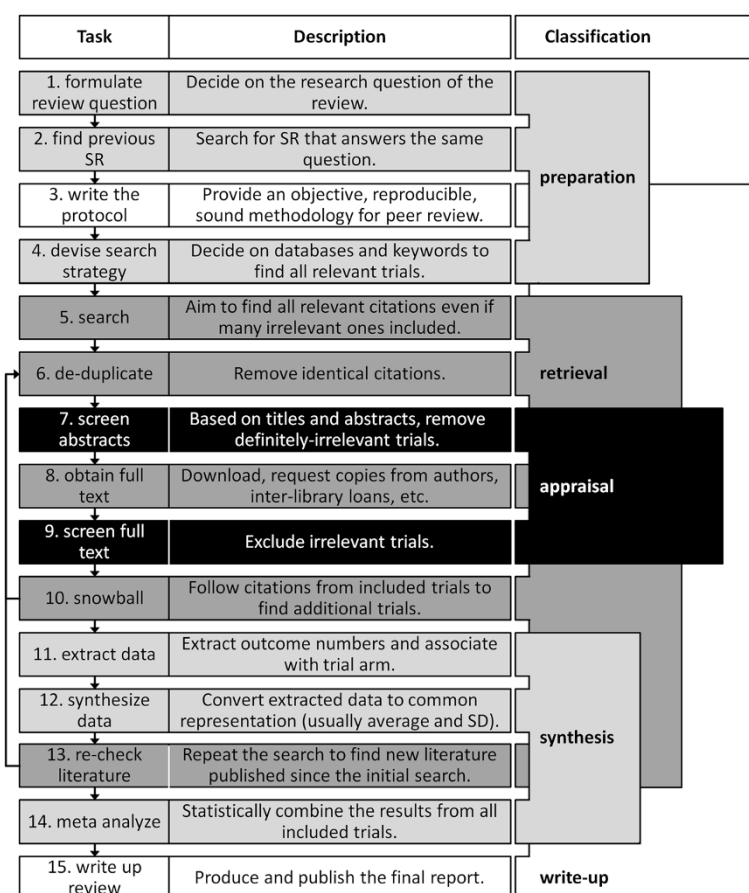 Task Description Classification
1. formulate
review question
Decide on the research question of the
review.
2. find previous
SR
Search for SR that answers the same
question.
preparation
3. write the
protocol
Provide an objective, reproducible,
sound methodology for peer review.
4. devise search
strategy
Decide on databases and keywords to
find all relevant trials.
5. search
Aim to find all relevant citations even if
many irrelevant ones included.
6. de-duplicate
Remove identical citations.
retrieval
7. screen
abstracts
Based on titles and abstracts, remove
definitely-irrelevant trials.
8. obtain full
text
Download, request copies from authors,
inter-library loans, etc.
appraisal
9. screen full
text
Exclude irrelevant trials.
10. snowball
Follow citations from included trials to
find additional trials.
11. extract data
Extract outcome numbers and associate
with trial arm.
12. synthesize
data
Convert extracted data to common
representation (usually average and SD).
synthesis
13. re-check
literature
Repeat the search to find new literature
published since the initial search.
14. meta analyze
Statistically combine the results from all
included trials.
15. write up
review
Produce and publish the final report.
write-up